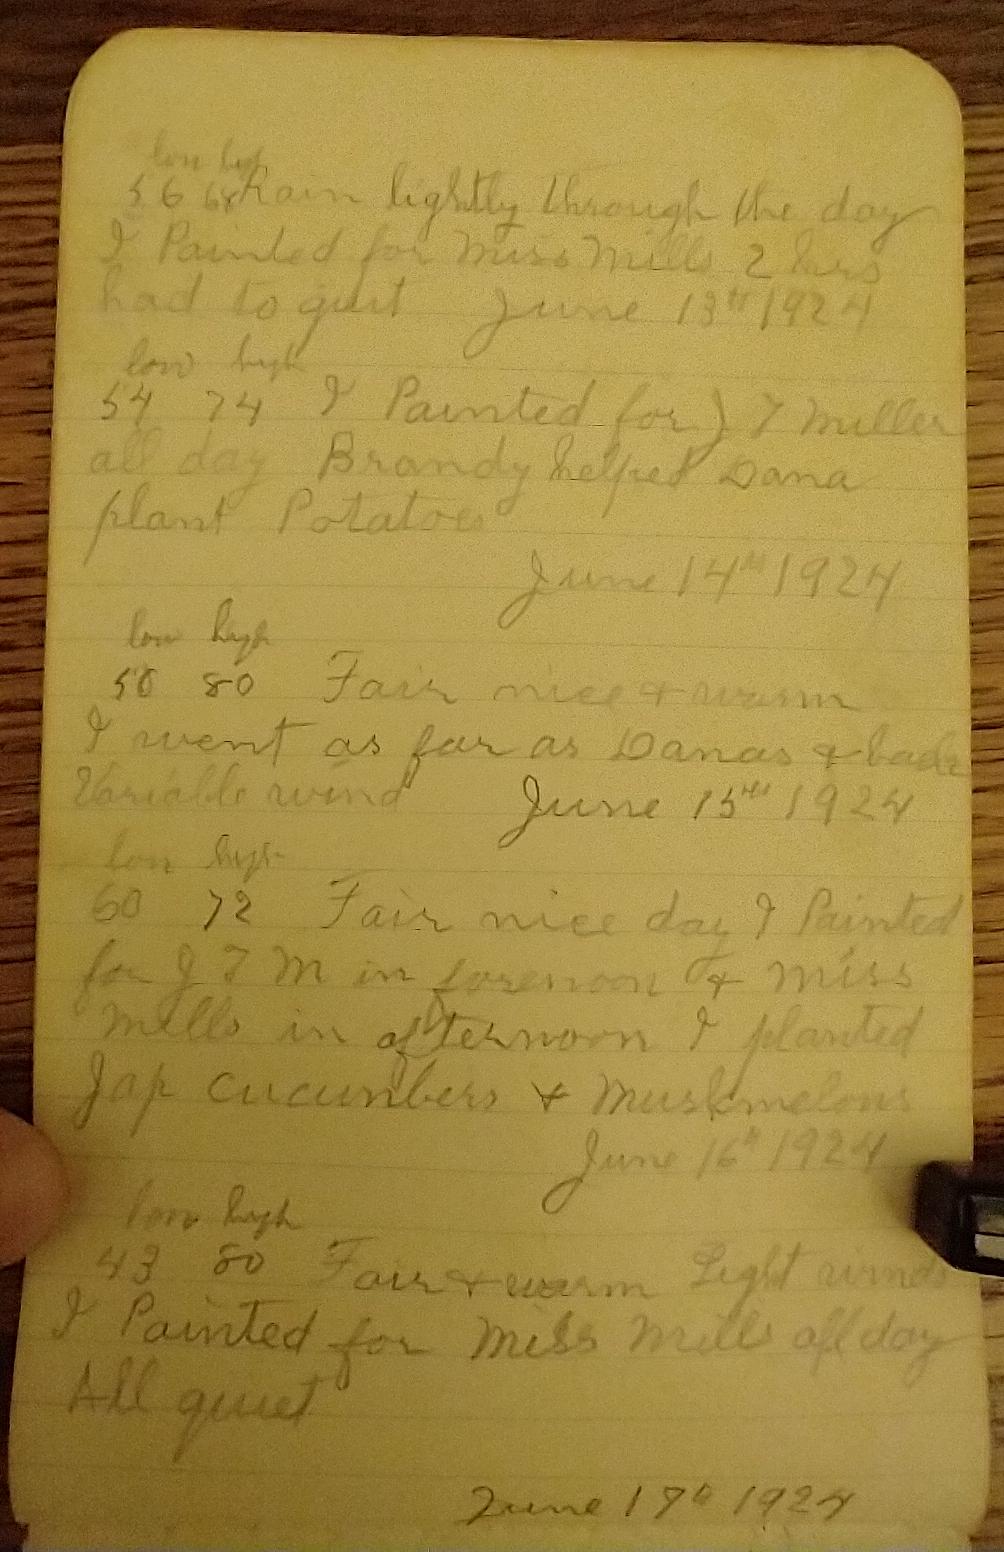 low high
56 68 Rain lightly through the day
I Painted for Miss Mills 2 hrs
had to quit June 13th 1924
low high
54 74 I Painted for J T Miller
all day Brandy helped Dana
plant Potatoes
June 14th 1924
low high
50 80 Fair nice & warm
I went as far as Danas & back
Variable wind June 15th 1924
low high
60 72 Fair nice day I Painted
for J T M in forenoon & Miss
Mills in afternoon I planted
Jap cucumbers & Muskmelons
June 16th 1924
low high
43 80 Fair & warm Light winds
I Painted for Miss Mills all day
All quiet
June 17th 1924